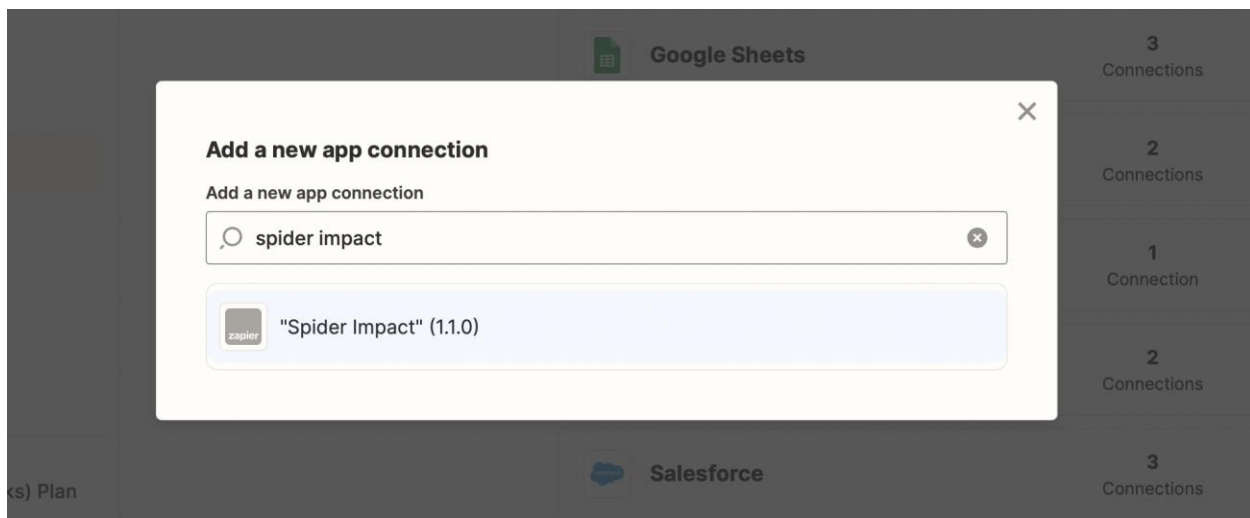 Google Sheets
3
Connections
Add a new app connection
2
Connections
Add a new app connection
spider impact
1
Connection
zapier
"Spider Impact" (1.1.0)
2
Connections
Salesforce
3
Connections
ks) Plan